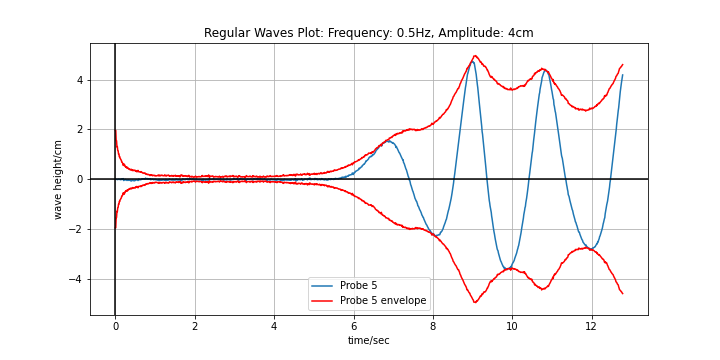 Regular Waves Plot: Frequency: 0.5Hz, Amplitude: 4cm
wave height/cm
4
2
0
−2
−4
Probe 5
Probe 5 envelope
0 2 4 6 8 10 12
time/sec